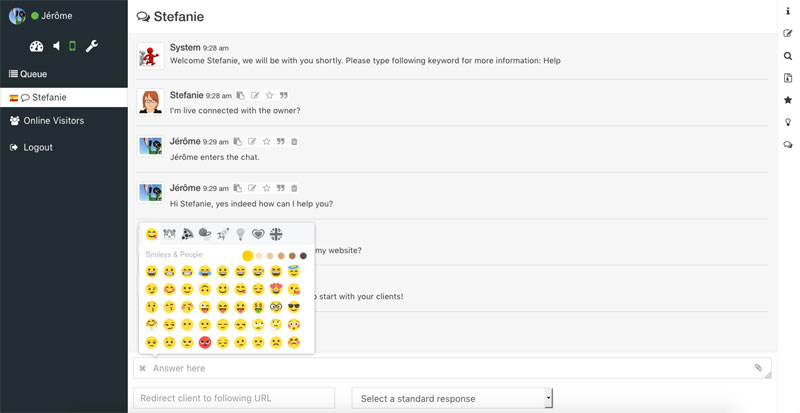 Jérôme
Queue
Stefanie
Online Visitors
Logout
Stefanie
System 9:28 am
Welcome Stefanie, we will be with you shortly. Please type following keyword for more information: Help
Stefanie 9:28 am
I'm live connected with the owner?
Jérôme 9:29 am
Jérôme enters the chat.
Jérôme 9:29 am
Hi Stefanie, yes indeed how can I help you?
my website?
start with your clients!
Smileys & People
Answer here
Redirect client to following URL
Select a standard response